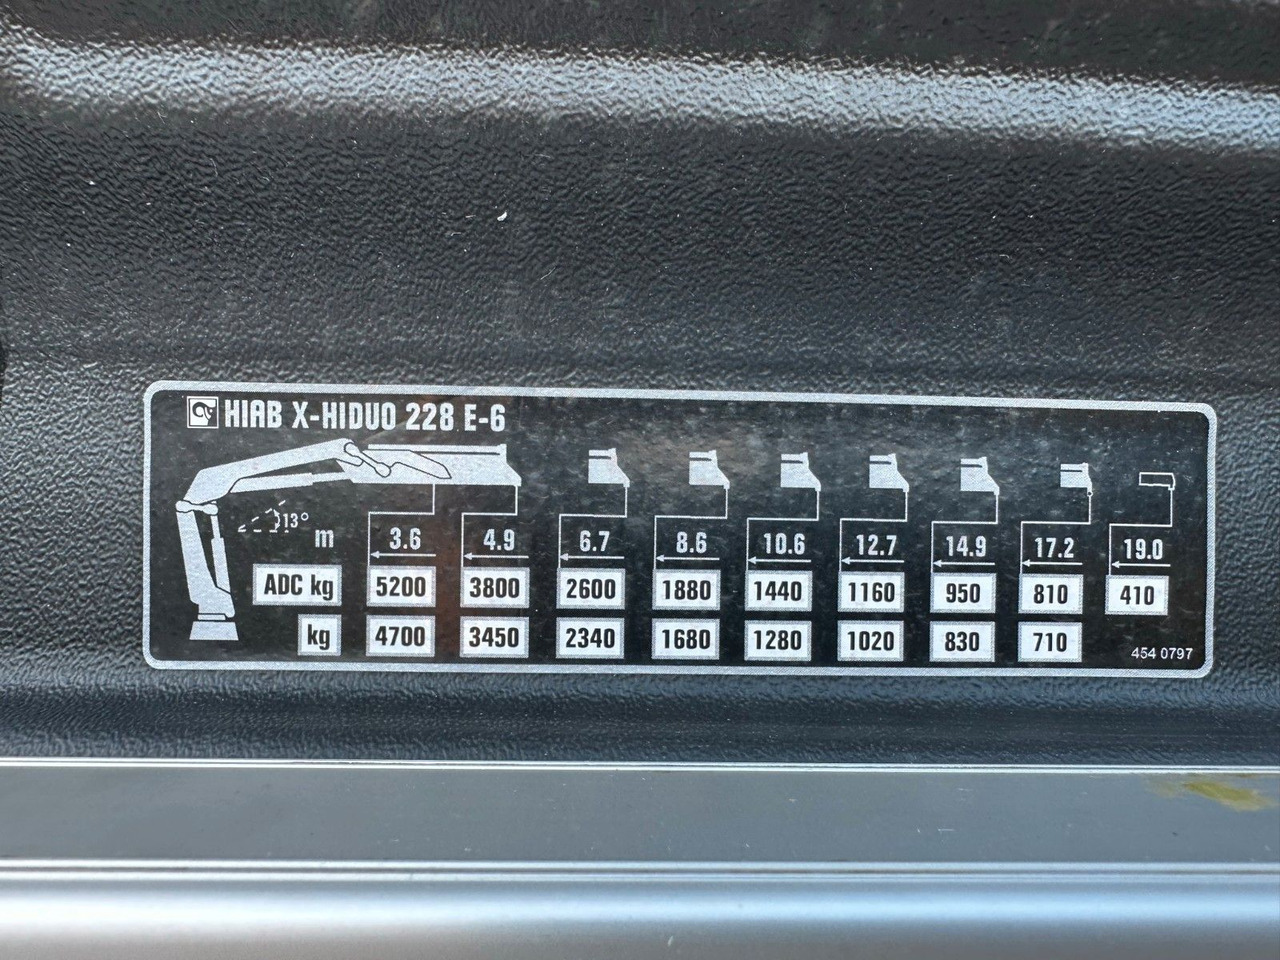 HIAB X-HIDUO 228 E-6
13°
m 3.6 4.9 6.7 8.6 10.6 12.7 14.9 17.2 19.0
ADC kg 5200 3800 2600 1880 1440 1160 950 810 410
kg 4700 3450 2340 1680 1280 1020 830 710
454 0797